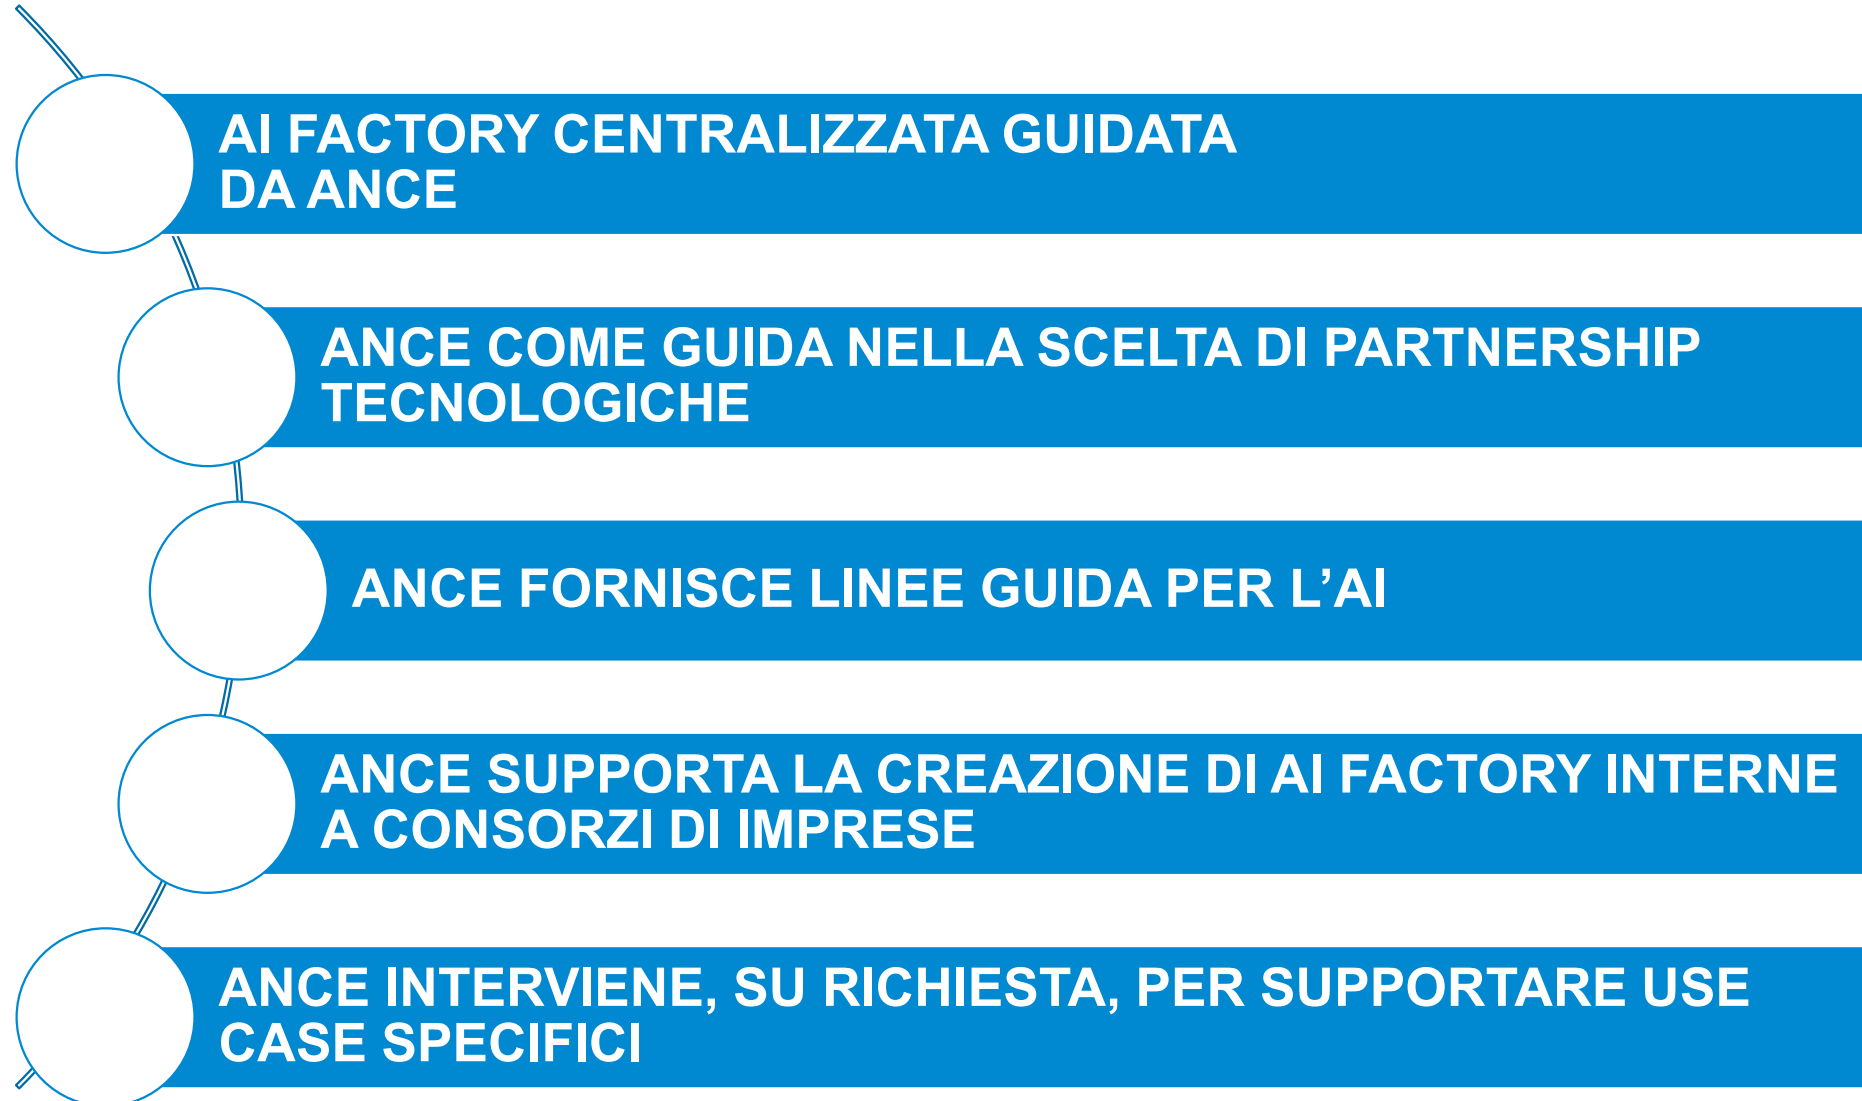 AI FACTORY CENTRALIZZATA GUIDATA
DA ANCE
ANCE COME GUIDA NELLA SCELTA DI PARTNERSHIP
TECNOLOGICHE
ANCE FORNISCE LINEE GUIDA PER L’AI
ANCE SUPPORTA LA CREAZIONE DI AI FACTORY INTERNE
A CONSORZI DI IMPRESE
ANCE INTERVIENE, SU RICHIESTA, PER SUPPORTARE USE
CASE SPECIFICI